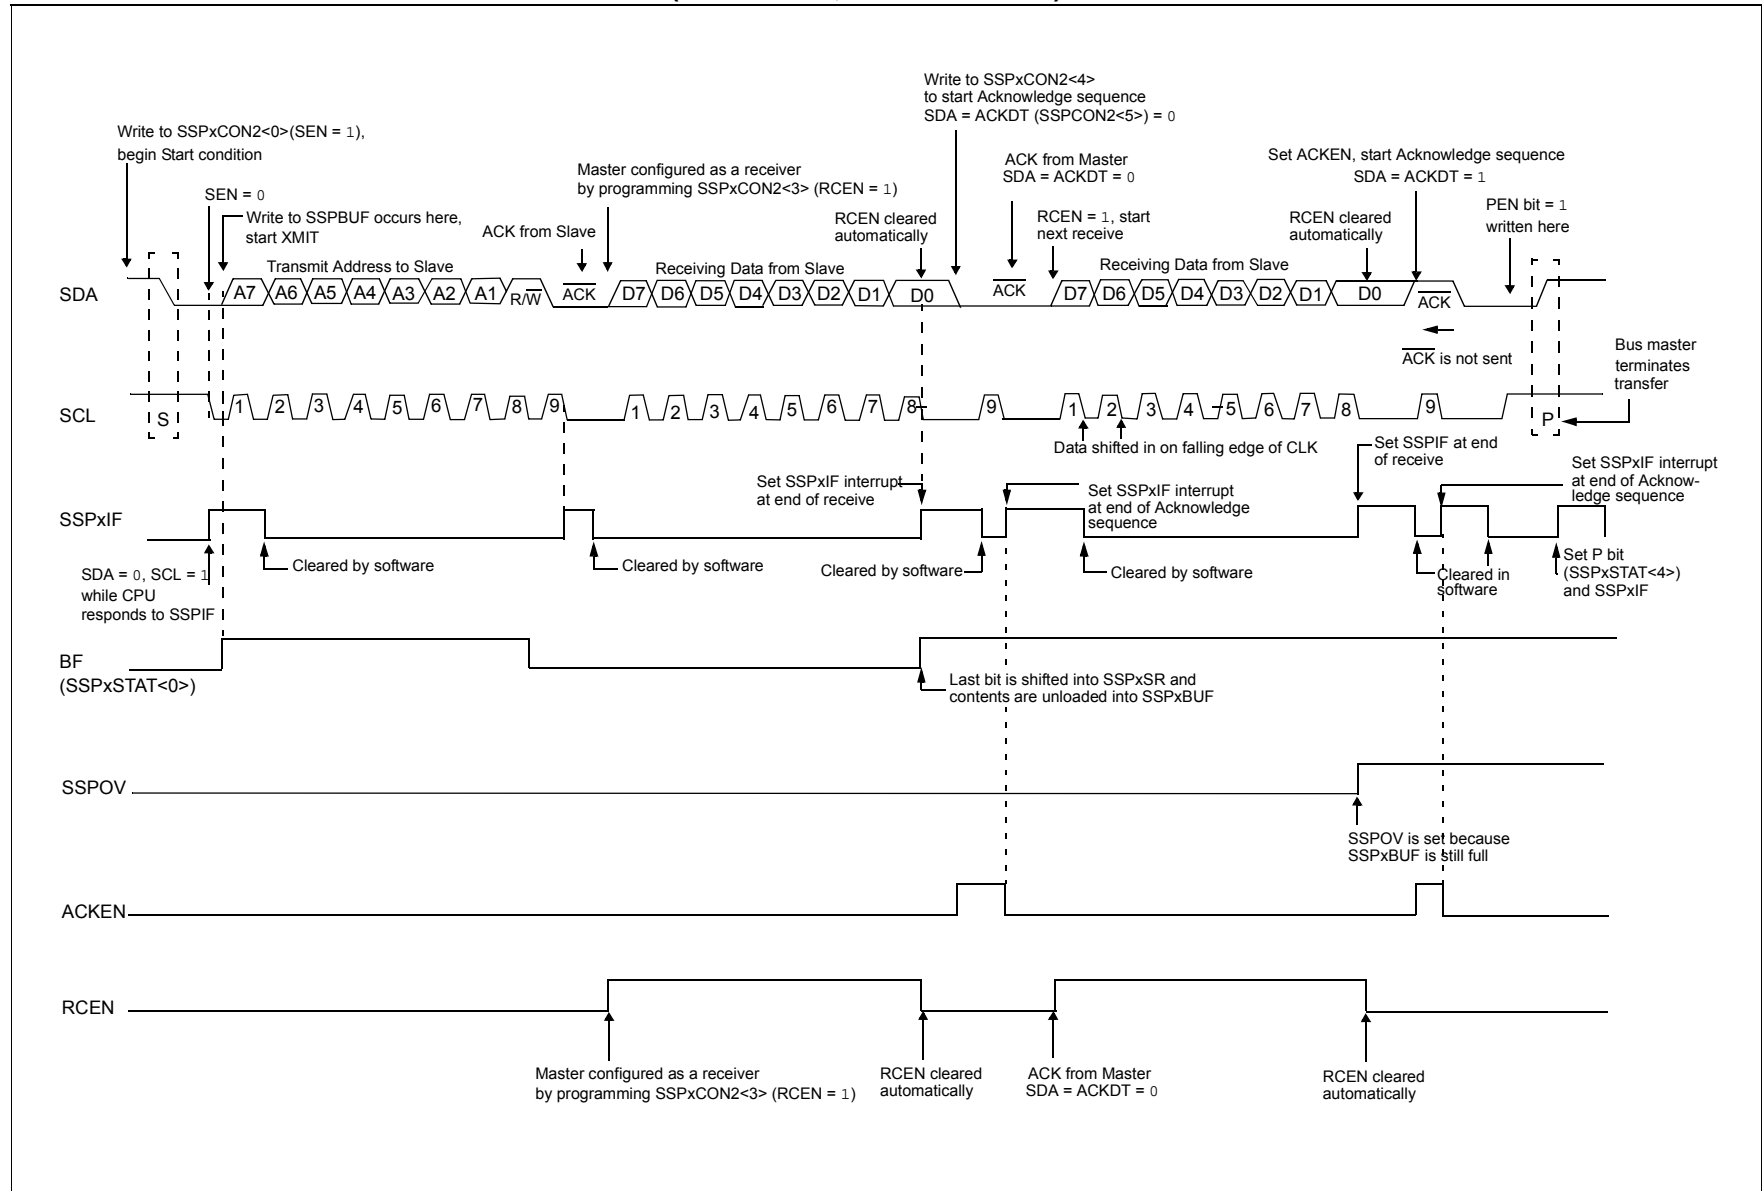 Write to SSPxCON2<4>
to start Acknowledge sequence
SDA = ACKDT (SSPCON2<5>) = 0
Write to SSPxCON2<0>(SEN = 1),
begin Start condition
ACK from Master
SDA = ACKDT = 0
Set ACKEN, start Acknowledge sequence
SDA = ACKDT = 1
Master configured as a receiver
by programming SSPxCON2<3> (RCEN = 1)
SEN = 0
PEN bit = 1
written here
Write to SSPBUF occurs here,
start XMIT
ACK from Slave
RCEN cleared
automatically
RCEN = 1, start
next receive
RCEN cleared
automatically
Transmit Address to Slave
Receiving Data from Slave
Receiving Data from Slave
SDA
A7 A6 A5 A4 A3 A2 A1 R/W ACK D7 D6 D5 D4 D3 D2 D1 D0 ACK D7 D6 D5 D4 D3 D2 D1 D0 ACK
ACK is not sent
Bus master
terminates
transfer
SCL
S 1 2 3 4 5 6 7 8 9 1 2 3 4 5 6 7 8 9 1 2 3 4 5 6 7 8 9 P
Data shifted in on falling edge of CLK
Set SSPIF at end
of receive
Set SSPxIF interrupt
at end of receive
Set SSPxIF interrupt
at end of Acknowledge
sequence
Set SSPxIF interrupt
at end of Acknow-
ledge sequence
SSPxIF
SDA = 0, SCL = 1
while CPU
responds to SSPIF
Cleared by software
Cleared by software
Cleared by software
Cleared by software
Cleared in
software
Set P bit
(SSPxSTAT<4>)
and SSPxIF
BF
(SSPxSTAT<0>)
Last bit is shifted into SSPxSR and
contents are unloaded into SSPxBUF
SSPOV
SSPOV is set because
SSPxBUF is still full
ACKEN
RCEN
Master configured as a receiver
by programming SSPxCON2<3> (RCEN = 1)
RCEN cleared
automatically
ACK from Master
SDA = ACKDT = 0
RCEN cleared
automatically